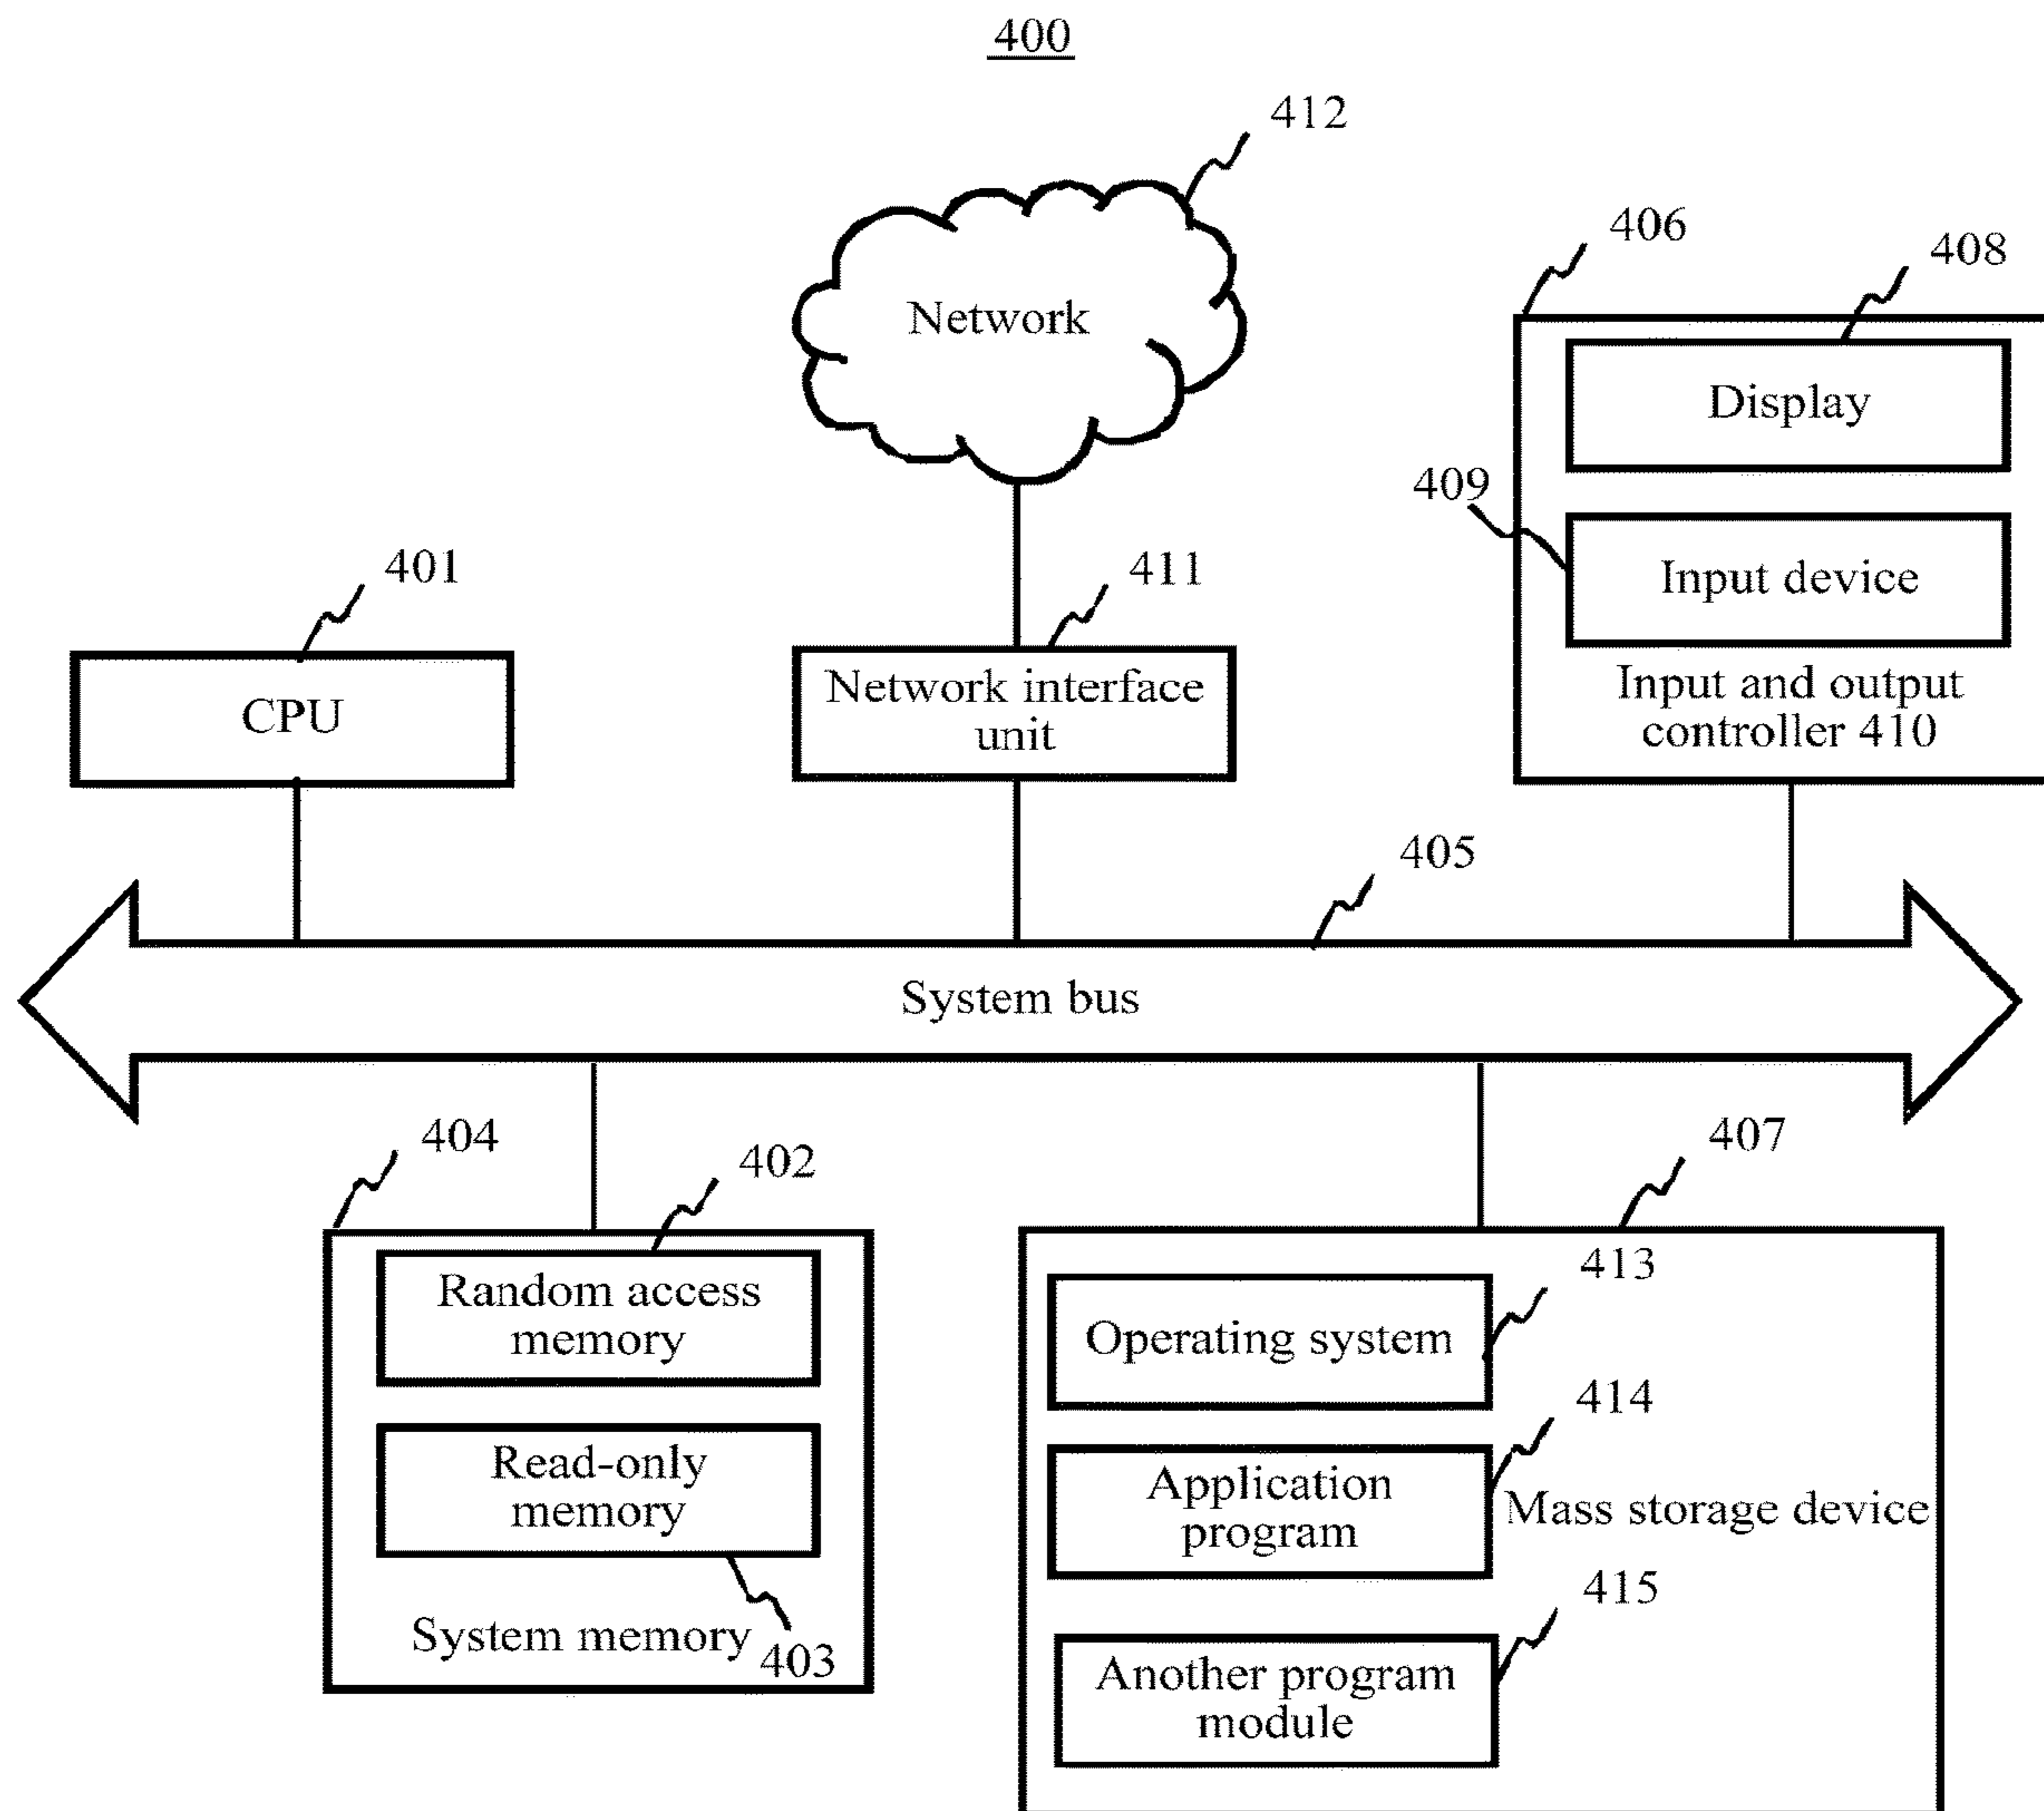 400
412
Network
406
408
Display
409
Input device
Input and output
controller 410
401
CPU
411
Network interface
unit
405
System bus
404
402
Random access
memory
Read-only
memory
System memory
403
407
413
Operating system
414
Application
program
Mass storage device
415
Another program
module